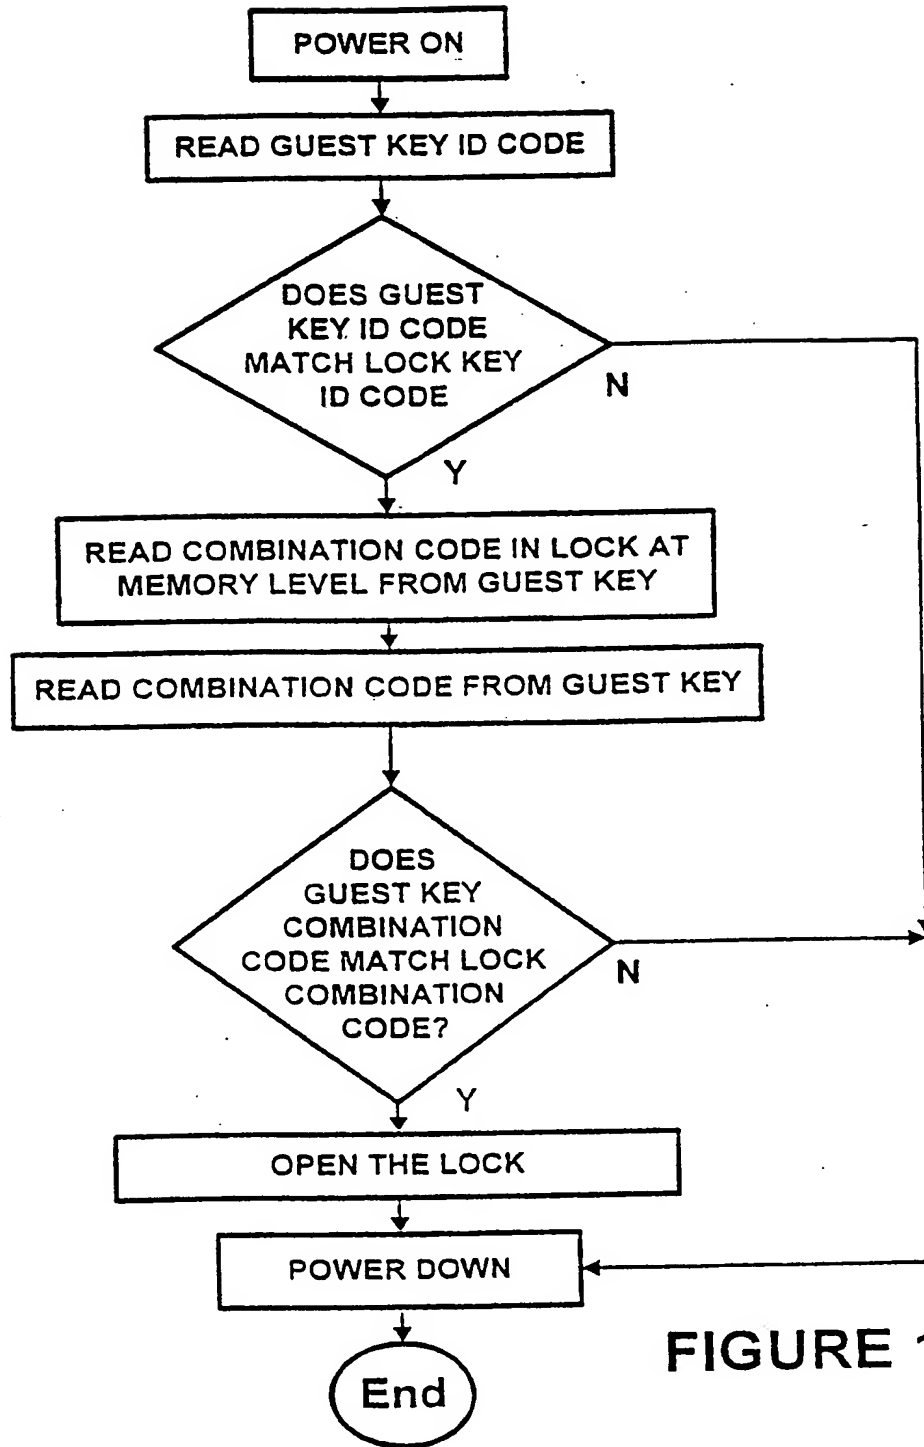 POWER ON
READ GUEST KEY ID CODE
DOES GUEST
KEY ID CODE
MATCH LOCK KEY
ID CODE
N
Y
READ COMBINATION CODE IN LOCK AT
MEMORY LEVEL FROM GUEST KEY
READ COMBINATION CODE FROM GUEST KEY
DOES
GUEST KEY
COMBINATION
CODE MATCH LOCK
COMBINATION
CODE?
N
Y
OPEN THE LOCK
POWER DOWN
End
FIGURE